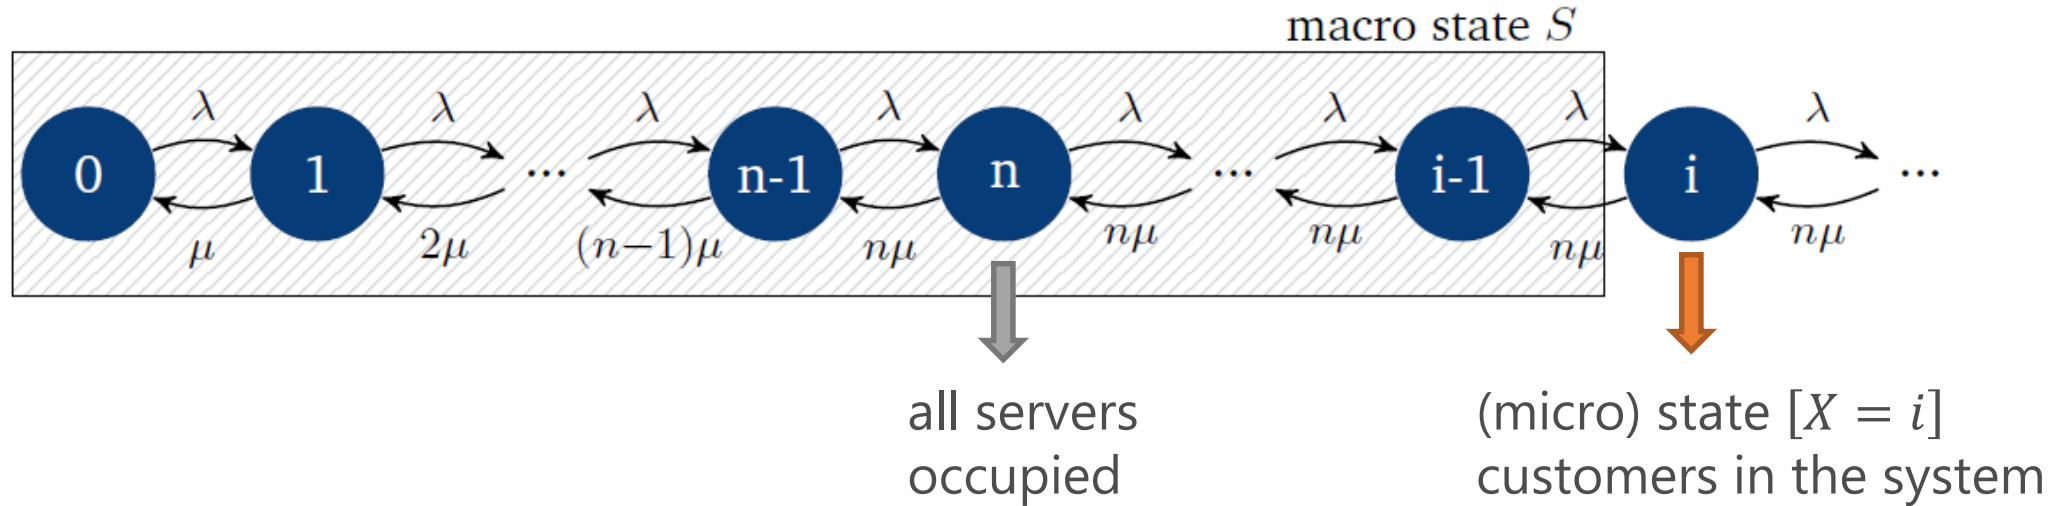 macro state S
λ λ λ λ λ λ λ λ
0 1 ... n-1 n ... i-1 i ...
μ 2μ (n−1)μ nμ nμ nμ nμ nμ
all servers
occupied
(micro) state [X = i]
customers in the system